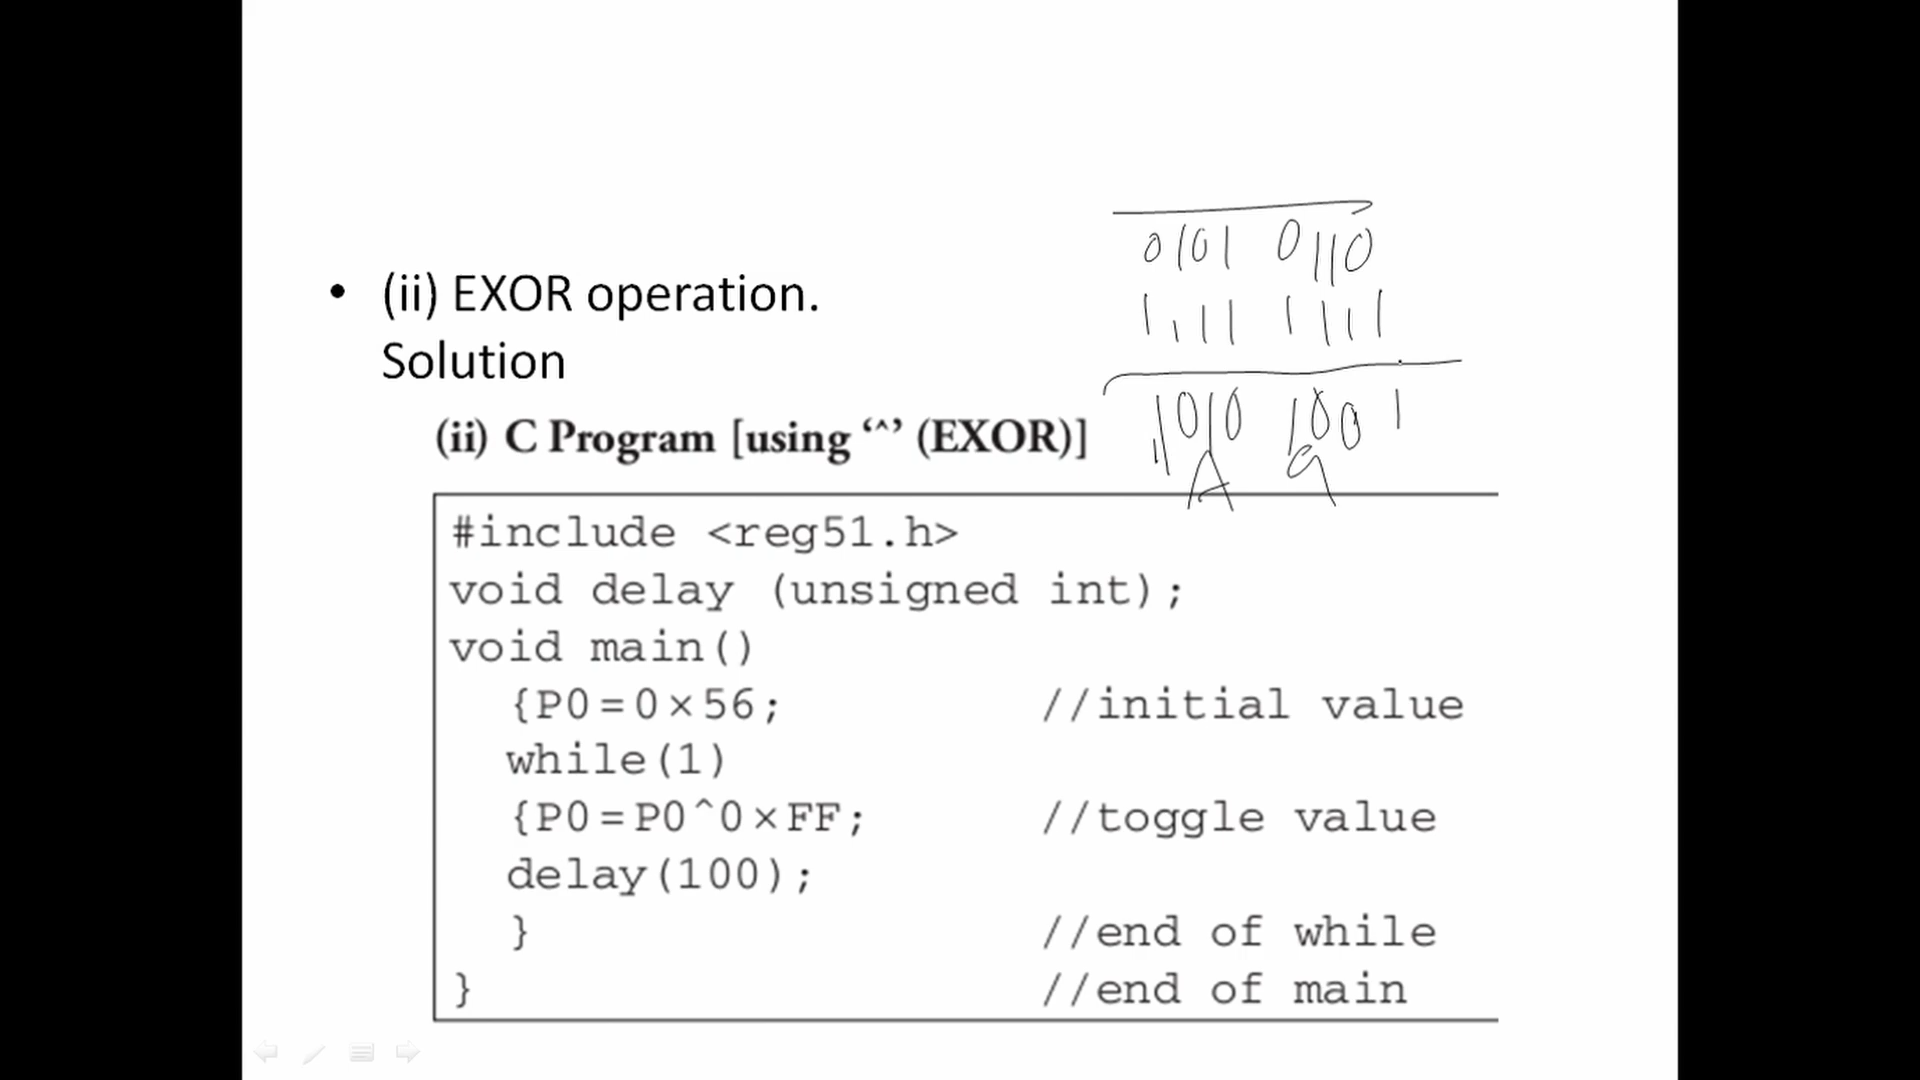 0101 0110
1111 1111
• (ii) EXOR operation.
Solution
1010 1001
(ii) C Program [using ‘^’ (EXOR)]
A 9
#include <reg51.h>
void delay (unsigned int);
void main()
{P0=0×56; //initial value
while(1)
{P0=P0^0×FF; //toggle value
delay(100);
} //end of while
} //end of main